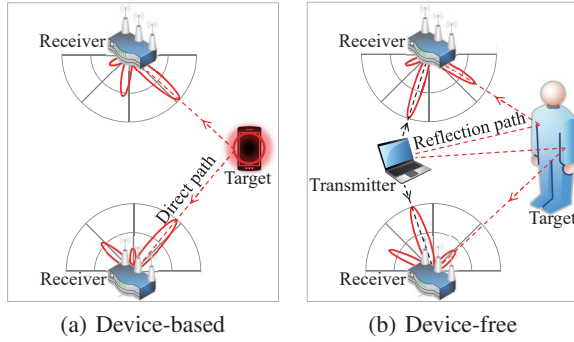 Receiver
Direct path
Target
Receiver
(a) Device-based
Receiver
Reflection path
Transmitter
Target
Receiver
(b) Device-free